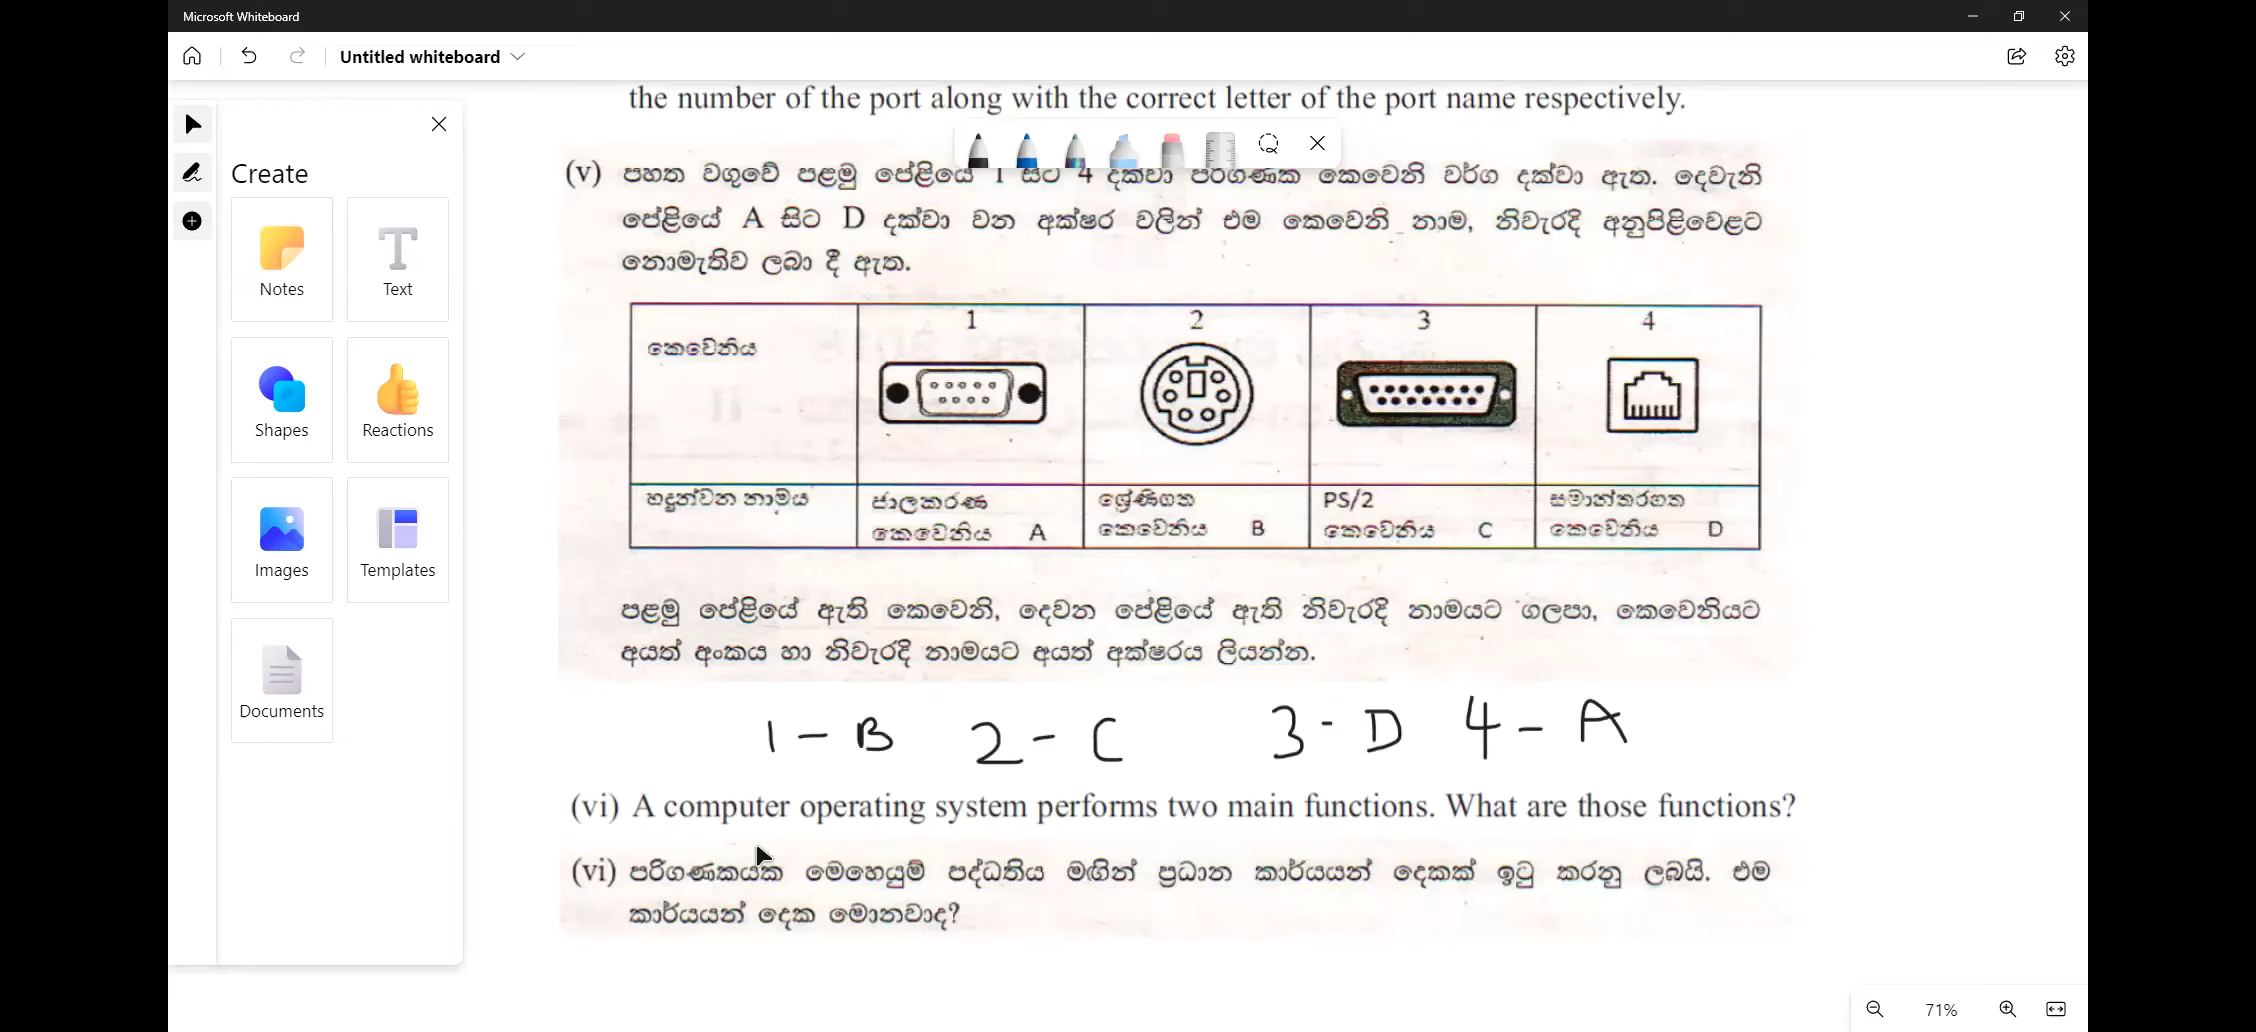 Microsoft Whiteboard
Untitled whiteboard
Create
Notes
Text
Shapes
Reactions
Images
Templates
Documents
the number of the port along with the correct letter of the port name respectively.
(v) පහත වගුවේ පළමු පේළියේ 1 සිට 4 දක්වා පරිගණක කෙවෙනි වර්ග දක්වා ඇත. දෙවැනි
පේළියේ A සිට D දක්වා වන අක්ෂර වලින් එම කෙවෙනි නාම, නිවැරදි අනුපිළිවෙළට
නොමැතිව ලබා දී ඇත.
කෙවෙනිය
1
2
3
4
හඳුන්වන නාමය
ජාලකරණ
කෙවෙනිය A
ශ්‍රේණිගත
කෙවෙනිය B
PS/2
කෙවෙනිය C
සමාන්තරගත
කෙවෙනිය D
පළමු පේළියේ ඇති කෙවෙනි, දෙවන පේළියේ ඇති නිවැරදි නාමයට ගලපා, කෙවෙනියට
අයත් අංකය හා නිවැරදි නාමයට අයත් අක්ෂරය ලියන්න.
1 - B 2 - C 3 - D 4 - A
(vi) A computer operating system performs two main functions. What are those functions?
(vi) පරිගණකයක මෙහෙයුම් පද්ධතිය මඟින් ප්‍රධාන කාර්යයන් දෙකක් ඉටු කරනු ලබයි. එම
කාර්යයන් දෙක මොනවාද?
71%